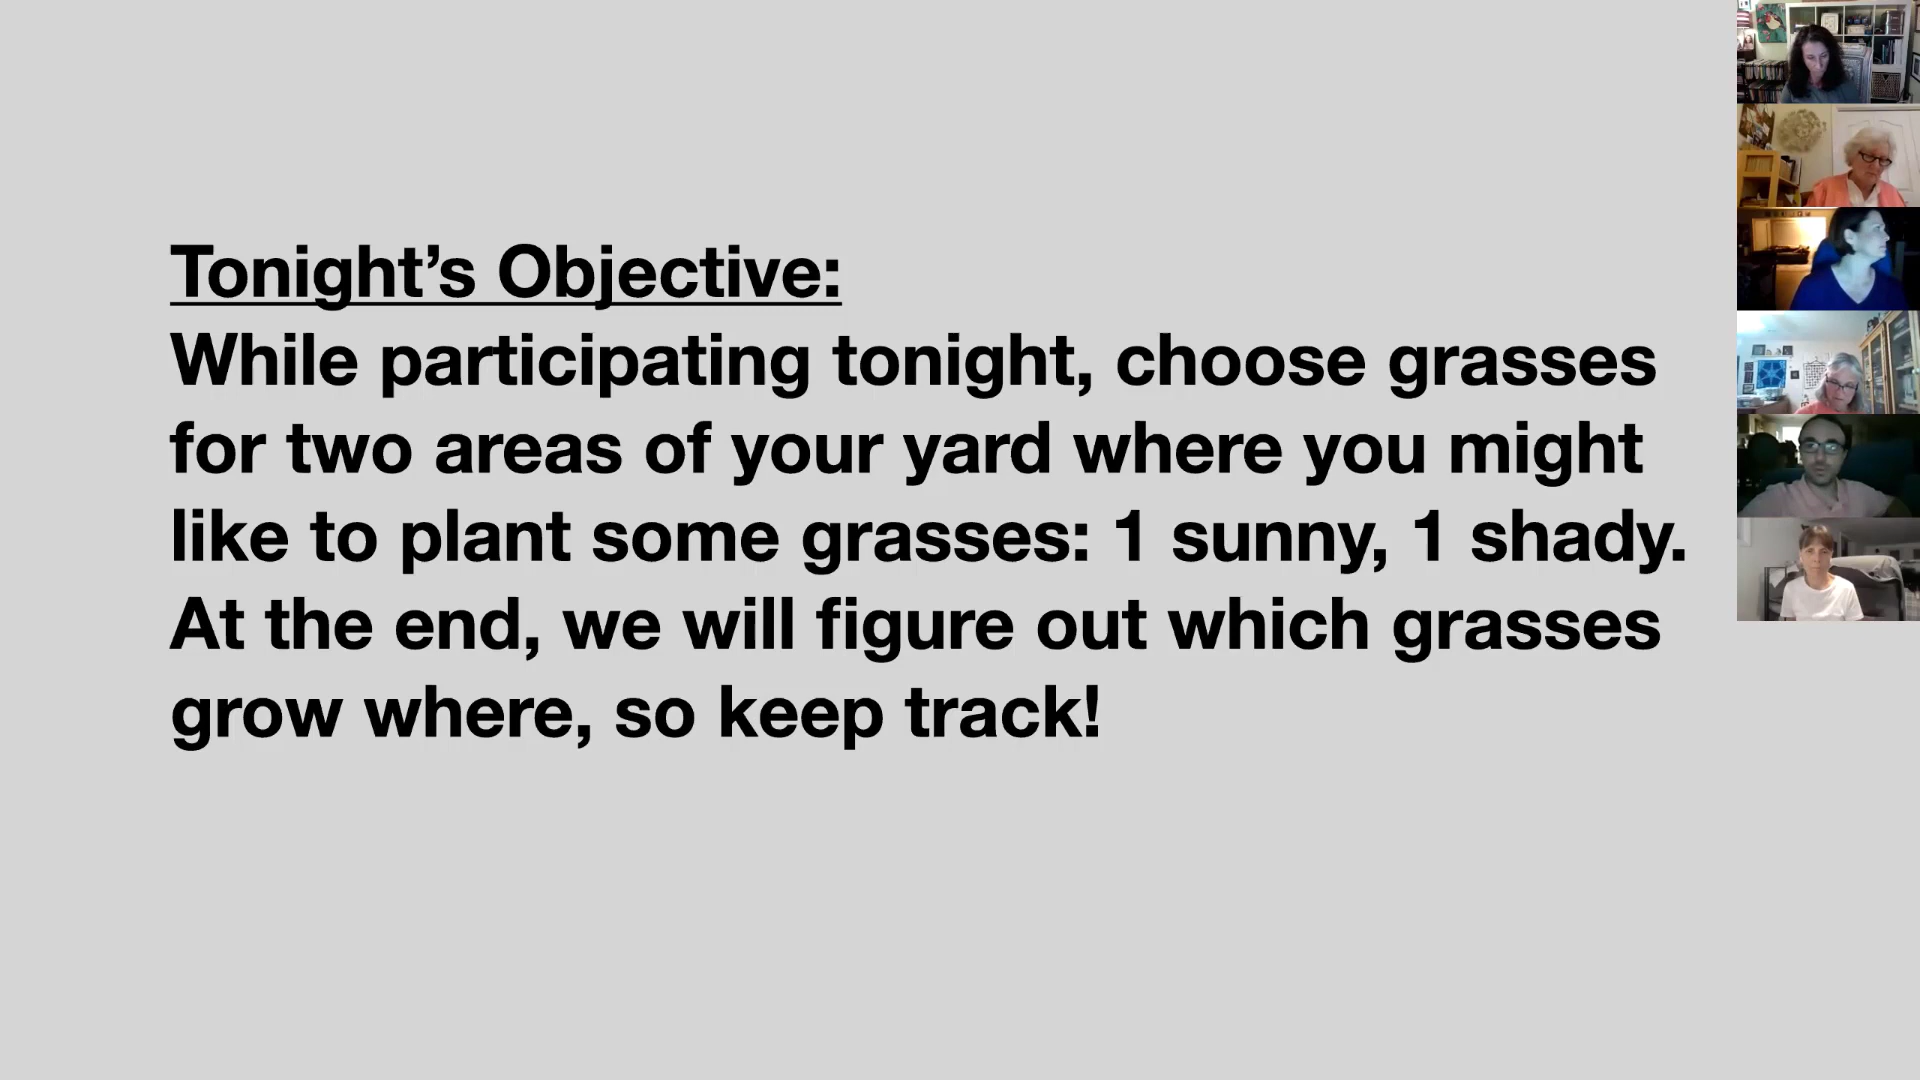 Tonight’s Objective:
While participating tonight, choose grasses
for two areas of your yard where you might
like to plant some grasses: 1 sunny, 1 shady.
At the end, we will figure out which grasses
grow where, so keep track!